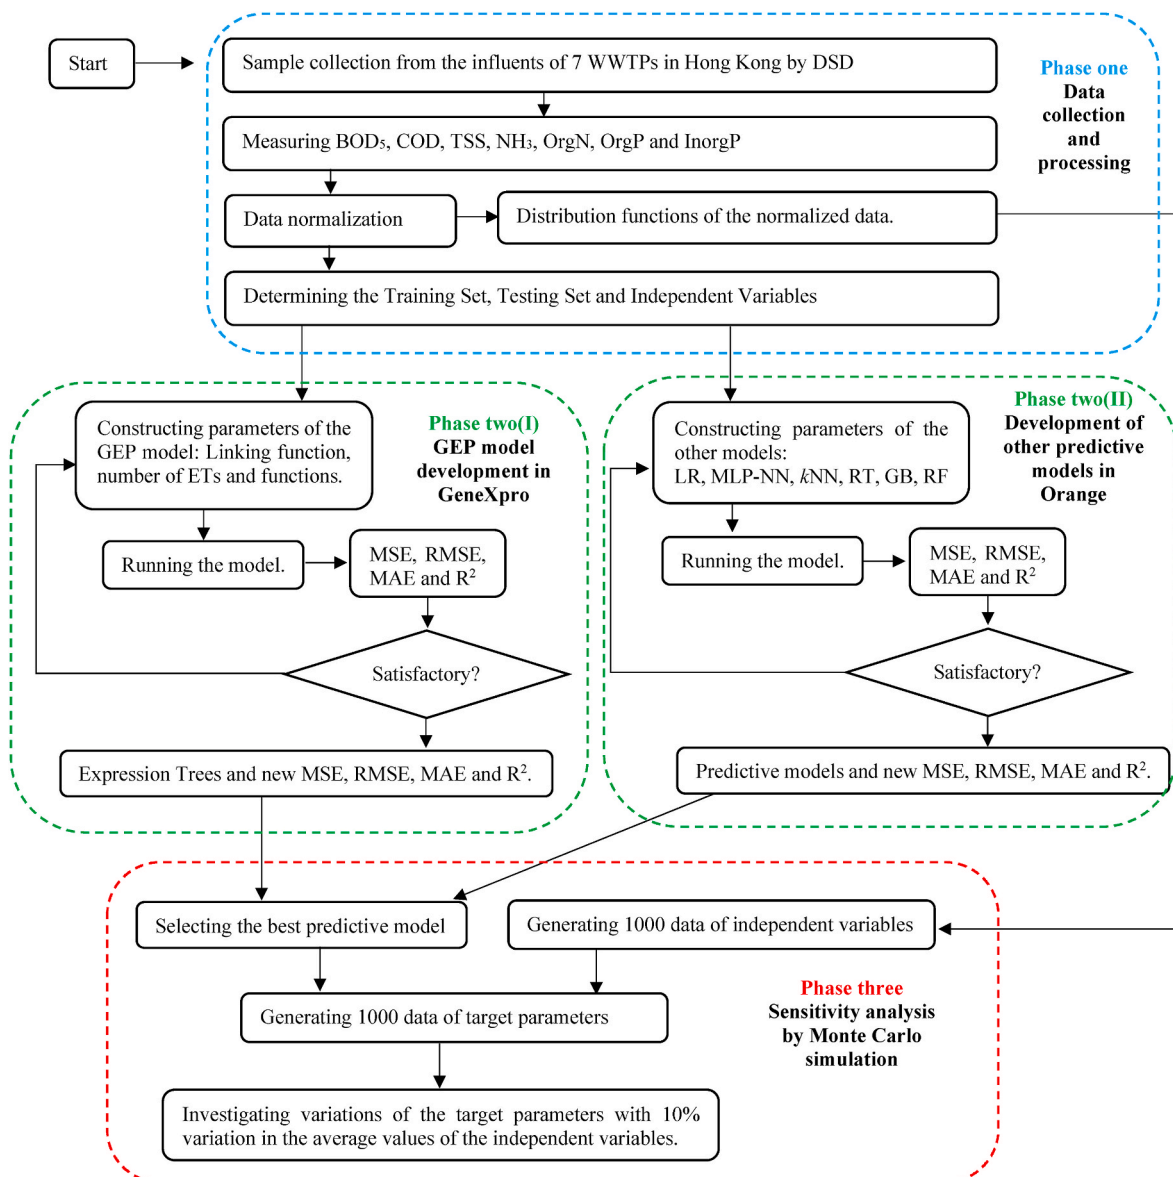 Start
Sample collection from the influents of 7 WWTPs in Hong Kong by DSD
Phase one
Data
collection
and
processing
Measuring BOD₅, COD, TSS, NH₃, OrgN, OrgP and InorgP
Data normalization
Distribution functions of the normalized data.
Determining the Training Set, Testing Set and Independent Variables
Constructing parameters of the
GEP model: Linking function,
number of ETs and functions.
Phase two(I)
GEP model
development in
GeneXpro
Running the model.
MSE, RMSE,
MAE and R²
Satisfactory?
Expression Trees and new MSE, RMSE, MAE and R².
Constructing parameters of the
other models:
LR, MLP-NN, kNN, RT, GB, RF
Phase two(II)
Development of
other predictive
models in
Orange
Running the model.
MSE, RMSE,
MAE and R²
Satisfactory?
Predictive models and new MSE, RMSE, MAE and R².
Selecting the best predictive model
Generating 1000 data of independent variables
Generating 1000 data of target parameters
Phase three
Sensitivity analysis
by Monte Carlo
simulation
Investigating variations of the target parameters with 10%
variation in the average values of the independent variables.